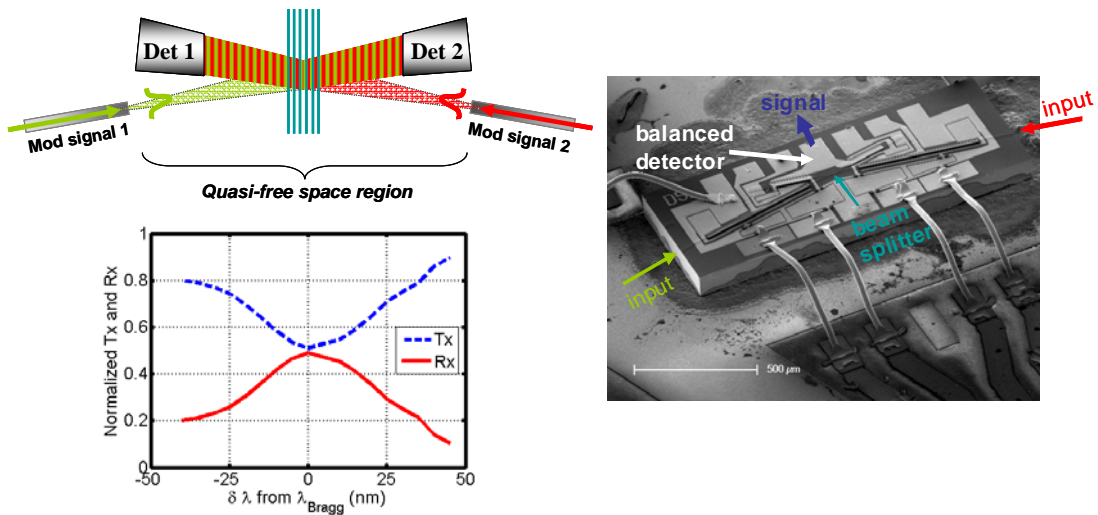 Det 1
Det 2
Mod signal 1
Mod signal 2
Quasi-free space region
1
0.8
0.6
0.4
0.2
0
-50
-25
0
25
50
Normalized Tx and Rx
Tx
Rx
δ λ from λBragg (nm)
signal
input
balanced
detector
beam
splitter
input
500 μm